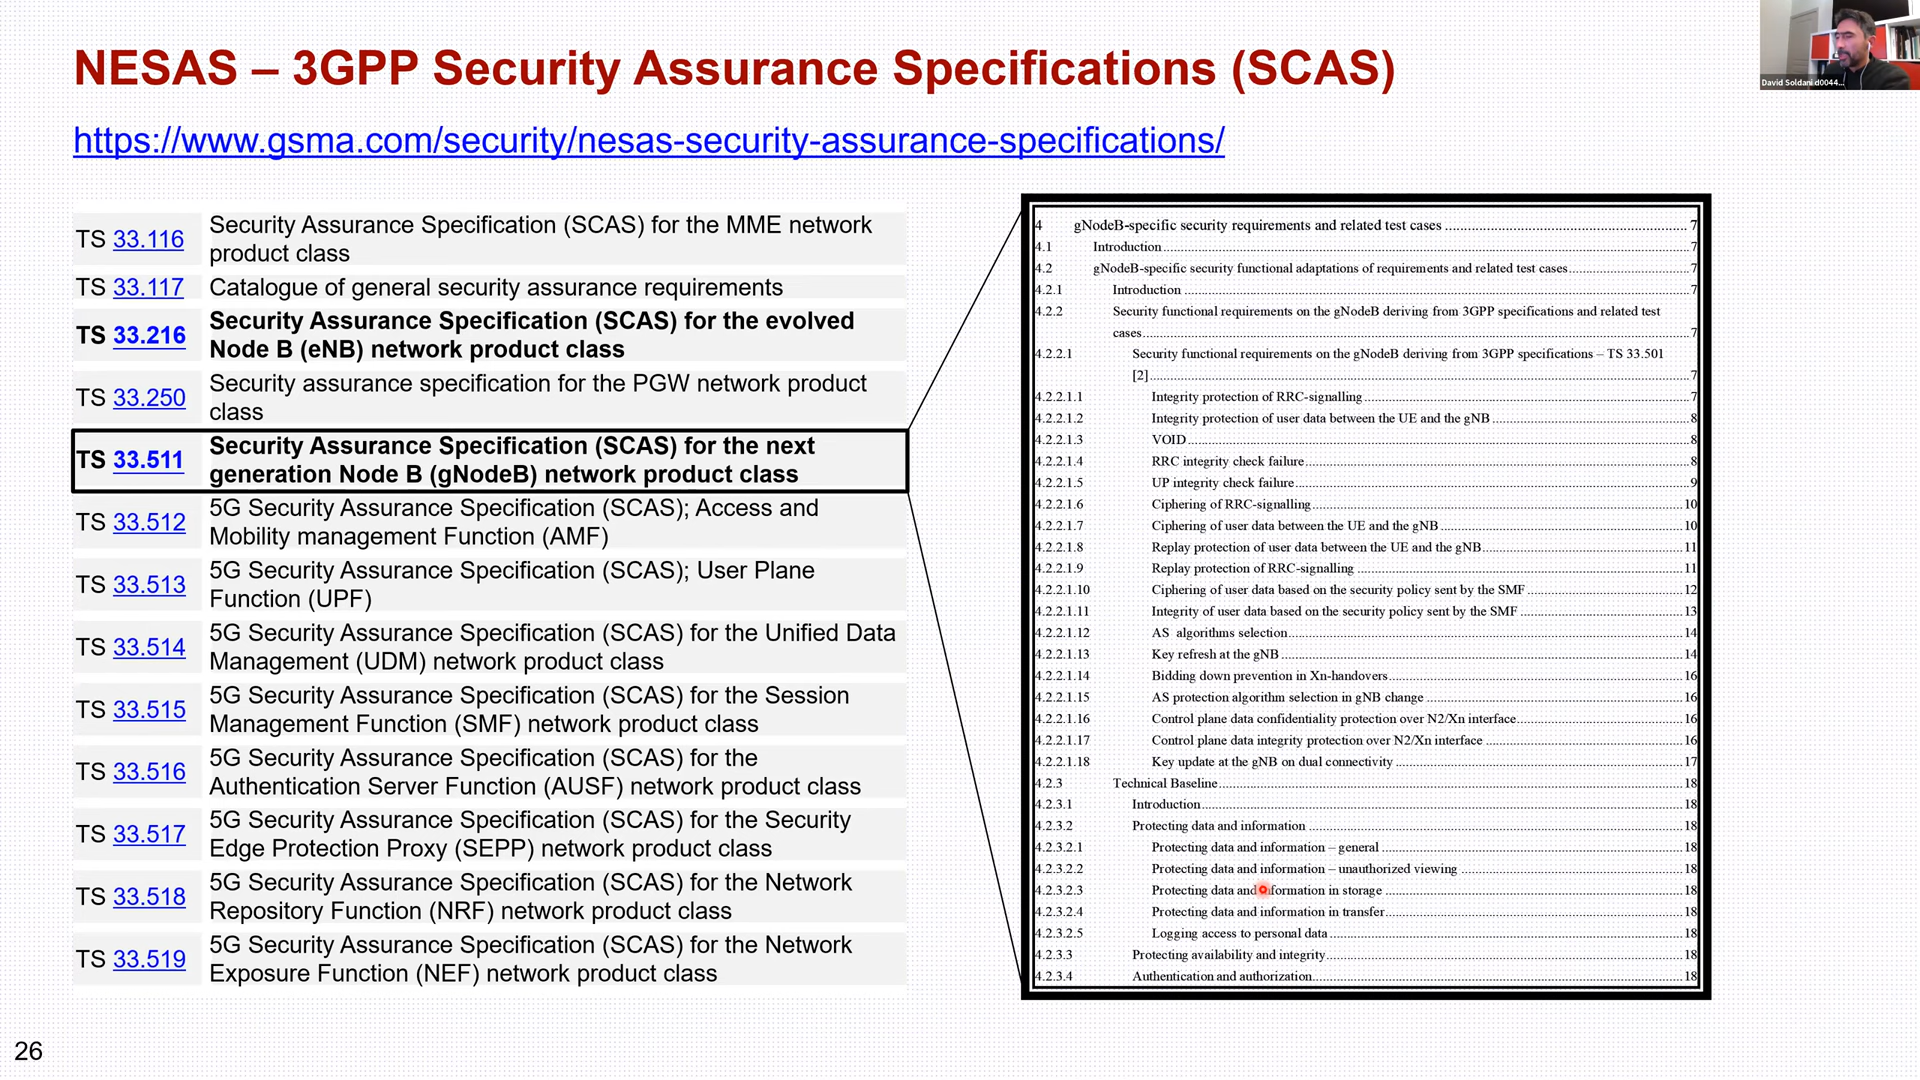 NESAS – 3GPP Security Assurance Specifications (SCAS)
David Soldani d0044...
https://www.gsma.com/security/nesas-security-assurance-specifications/
TS 33.116 Security Assurance Specification (SCAS) for the MME network
product class
TS 33.117 Catalogue of general security assurance requirements
TS 33.216 Security Assurance Specification (SCAS) for the evolved
Node B (eNB) network product class
TS 33.250 Security assurance specification for the PGW network product
class
TS 33.511 Security Assurance Specification (SCAS) for the next
generation Node B (gNodeB) network product class
TS 33.512 5G Security Assurance Specification (SCAS); Access and
Mobility management Function (AMF)
TS 33.513 5G Security Assurance Specification (SCAS); User Plane
Function (UPF)
TS 33.514 5G Security Assurance Specification (SCAS) for the Unified Data
Management (UDM) network product class
TS 33.515 5G Security Assurance Specification (SCAS) for the Session
Management Function (SMF) network product class
TS 33.516 5G Security Assurance Specification (SCAS) for the
Authentication Server Function (AUSF) network product class
TS 33.517 5G Security Assurance Specification (SCAS) for the Security
Edge Protection Proxy (SEPP) network product class
TS 33.518 5G Security Assurance Specification (SCAS) for the Network
Repository Function (NRF) network product class
TS 33.519 5G Security Assurance Specification (SCAS) for the Network
Exposure Function (NEF) network product class
4 gNodeB-specific security requirements and related test cases ... 7
4.1 Introduction ... 7
4.2 gNodeB-specific security functional adaptations of requirements and related test cases ... 7
4.2.1 Introduction ... 7
4.2.2 Security functional requirements on the gNodeB deriving from 3GPP specifications and related test
cases ... 7
4.2.2.1 Security functional requirements on the gNodeB deriving from 3GPP specifications – TS 33.501
[2] ... 7
4.2.2.1.1 Integrity protection of RRC-signalling ... 7
4.2.2.1.2 Integrity protection of user data between the UE and the gNB ... 8
4.2.2.1.3 VOID ... 8
4.2.2.1.4 RRC integrity check failure ... 8
4.2.2.1.5 UP integrity check failure ... 9
4.2.2.1.6 Ciphering of RRC-signalling ... 10
4.2.2.1.7 Ciphering of user data between the UE and the gNB ... 10
4.2.2.1.8 Replay protection of user data between the UE and the gNB ... 11
4.2.2.1.9 Replay protection of RRC-signalling ... 11
4.2.2.1.10 Ciphering of user data based on the security policy sent by the SMF ... 12
4.2.2.1.11 Integrity of user data based on the security policy sent by the SMF ... 13
4.2.2.1.12 AS algorithms selection ... 14
4.2.2.1.13 Key refresh at the gNB ... 14
4.2.2.1.14 Bidding down prevention in Xn-handovers ... 16
4.2.2.1.15 AS protection algorithm selection in gNB change ... 16
4.2.2.1.16 Control plane data confidentiality protection over N2/Xn interface ... 16
4.2.2.1.17 Control plane data integrity protection over N2/Xn interface ... 16
4.2.2.1.18 Key update at the gNB on dual connectivity ... 17
4.2.3 Technical Baseline ... 18
4.2.3.1 Introduction ... 18
4.2.3.2 Protecting data and information ... 18
4.2.3.2.1 Protecting data and information – general ... 18
4.2.3.2.2 Protecting data and information – unauthorized viewing ... 18
4.2.3.2.3 Protecting data and information in storage ... 18
4.2.3.2.4 Protecting data and information in transfer ... 18
4.2.3.2.5 Logging access to personal data ... 18
4.2.3.3 Protecting availability and integrity ... 18
4.2.3.4 Authentication and authorization ... 18
26